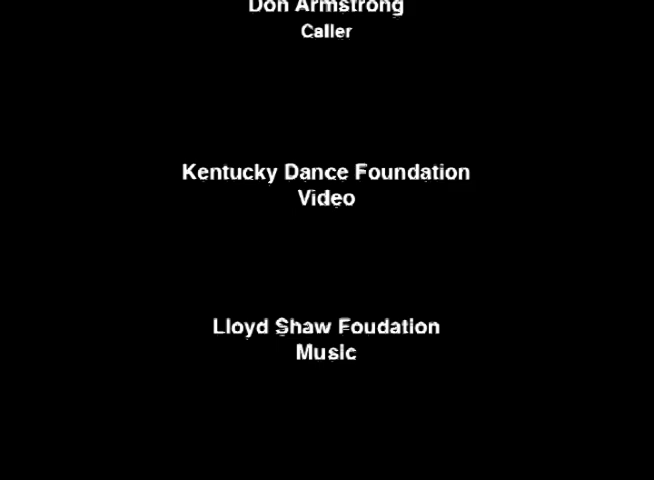 Don Armstrong
Caller
Kentucky Dance Foundation
Video
Lloyd Shaw Foudation
Music